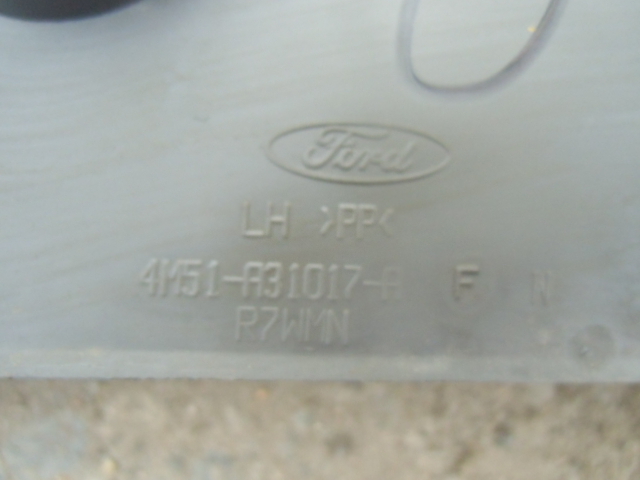 Ford
LH >PP<
4M51-A31017-A F N
R7WMN